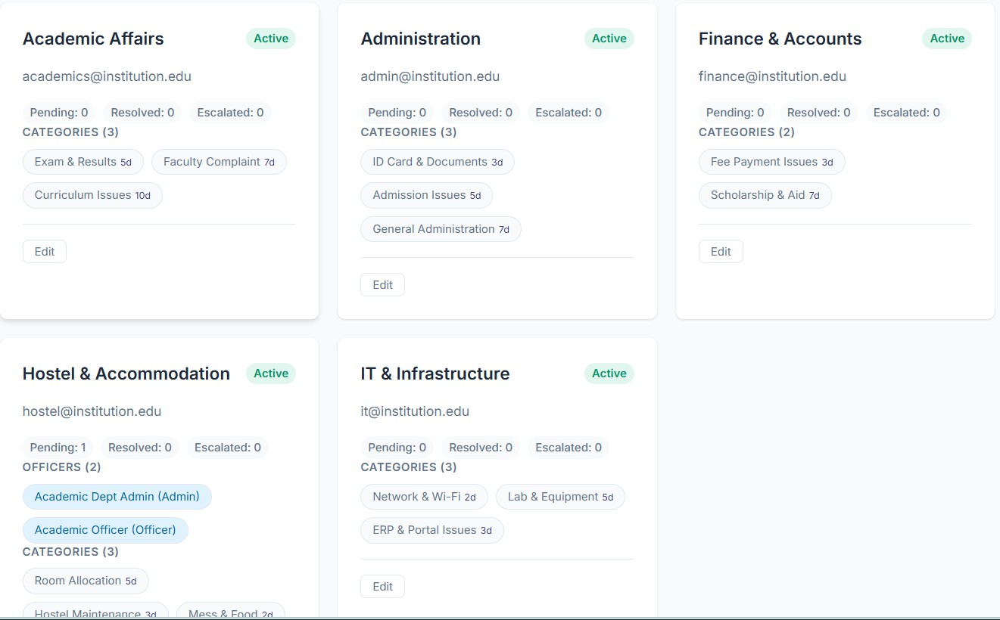 Academic Affairs Active
academics@institution.edu
Pending: 0 Resolved: 0 Escalated: 0
CATEGORIES (3)
Exam & Results 5d Faculty Complaint 7d
Curriculum Issues 10d
Edit
Administration Active
admin@institution.edu
Pending: 0 Resolved: 0 Escalated: 0
CATEGORIES (3)
ID Card & Documents 3d
Admission Issues 5d
General Administration 7d
Edit
Finance & Accounts Active
finance@institution.edu
Pending: 0 Resolved: 0 Escalated: 0
CATEGORIES (2)
Fee Payment Issues 3d
Scholarship & Aid 7d
Edit
Hostel & Accommodation Active
hostel@institution.edu
Pending: 1 Resolved: 0 Escalated: 0
OFFICERS (2)
Academic Dept Admin (Admin)
Academic Officer (Officer)
CATEGORIES (3)
Room Allocation 5d
Hostel Maintenance 3d Mess & Food 2d
IT & Infrastructure Active
it@institution.edu
Pending: 0 Resolved: 0 Escalated: 0
CATEGORIES (3)
Network & Wi-Fi 2d Lab & Equipment 5d
ERP & Portal Issues 3d
Edit